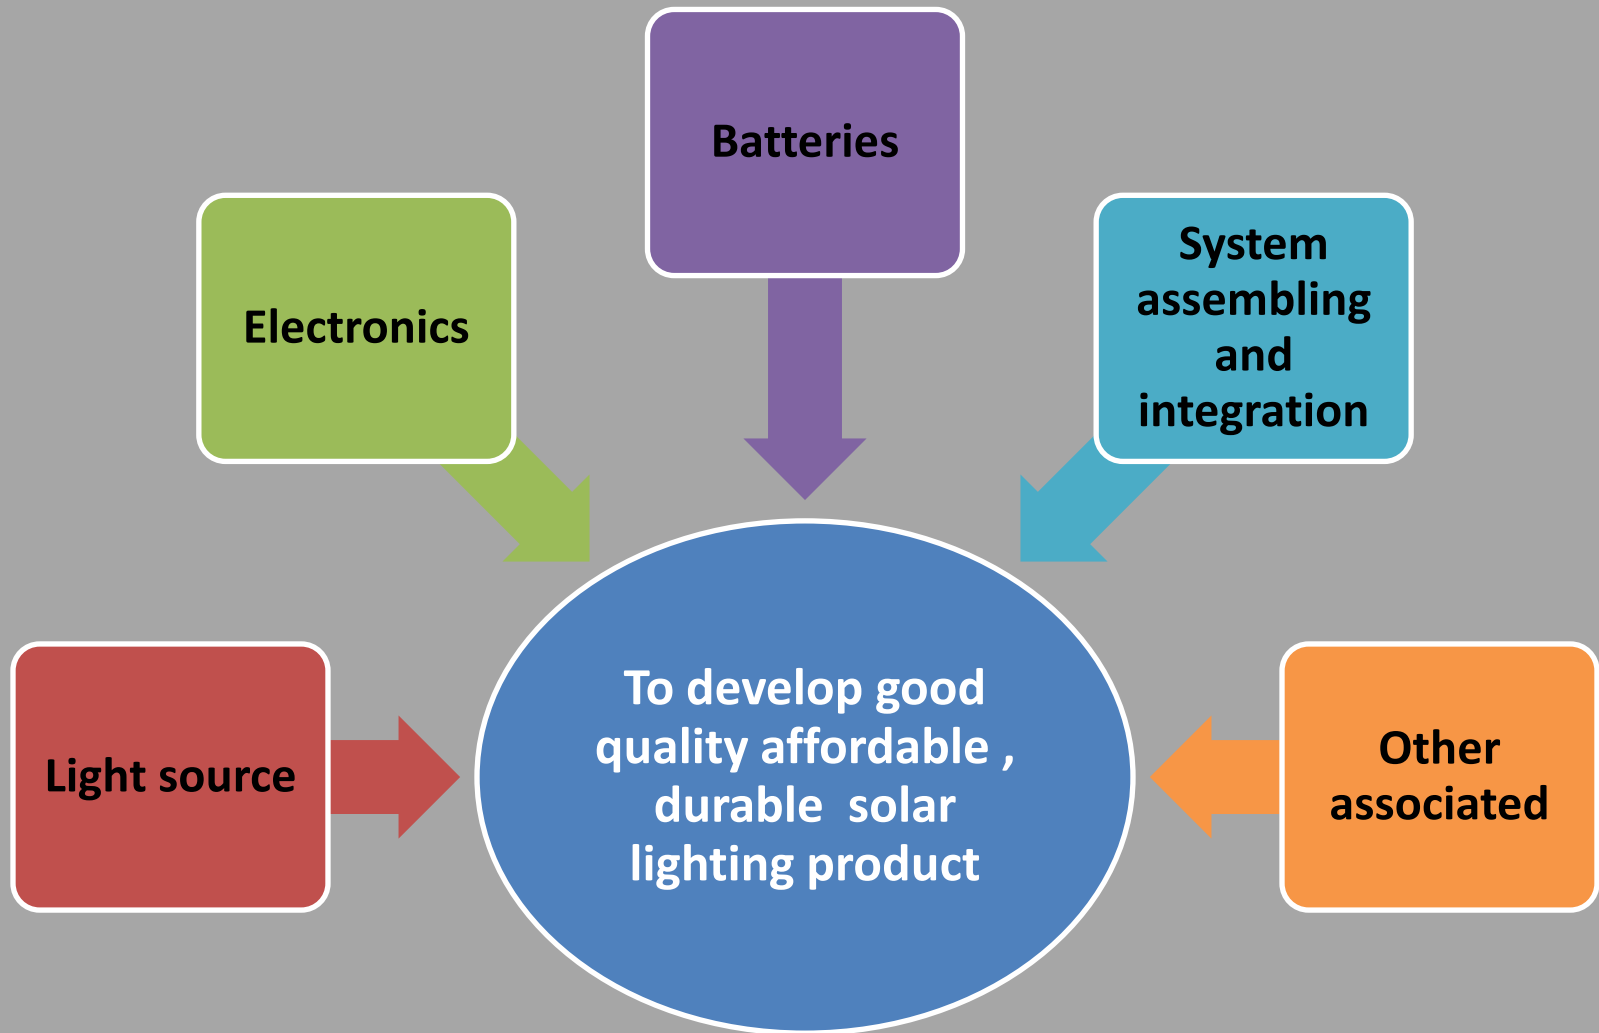 Batteries
Electronics
System
assembling
and
integration
Light source
To develop good
quality affordable ,
durable  solar
lighting product
Other
associated